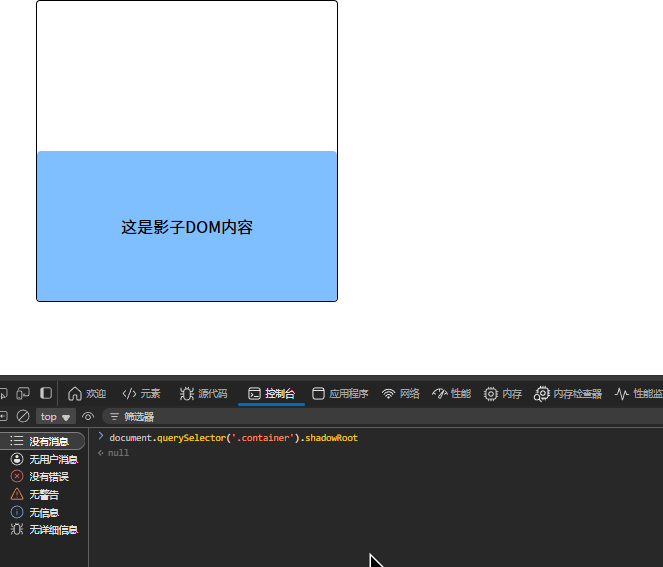 这是影子DOM内容
欢迎 元素 源代码 控制台 应用程序 网络 性能 内存 内存检查器 性能监
top 筛选器
没有消息
document.querySelector('.container').shadowRoot
无用户消息
null
没有错误
无警告
无信息
无详细信息